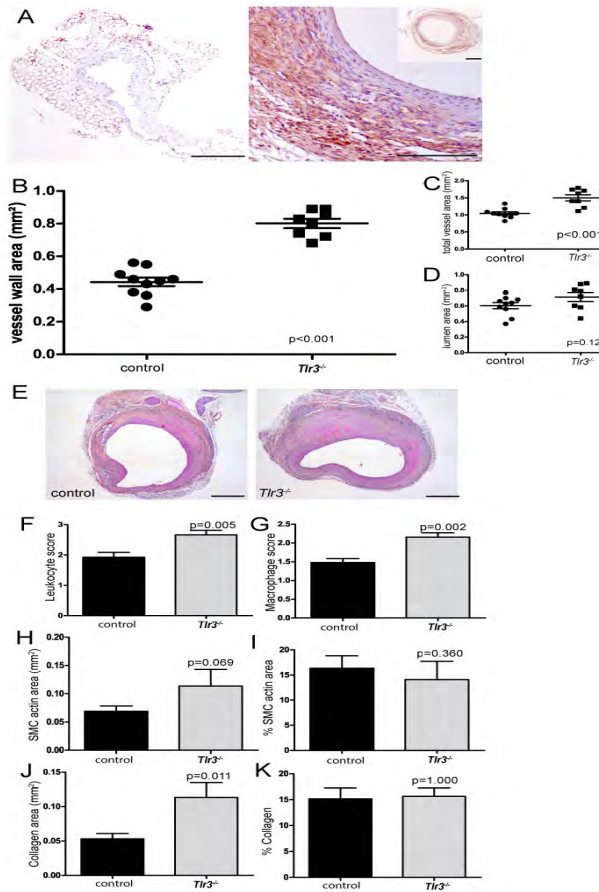 A
B
vessel wall area (mm²)
1.0
0.8
0.6
0.4
0.2
0.0
control
Tlr3-/-
p<0.001
C
total vessel area (mm²)
2.0
1.5
1.0
0.5
0.0
control
Tlr3-/-
p<0.001
D
lumen area (mm²)
1.0
0.8
0.6
0.4
0.2
0.0
control
Tlr3-/-
p=0.12
E
control
Tlr3-/-
F
Leukocyte score
3
2
1
0
p=0.005
control
Tlr3-/-
G
Macrophage score
2.5
2.0
1.5
1.0
0.5
0.0
p=0.002
control
Tlr3-/-
H
SMC actin area (mm²)
0.20
0.15
0.10
0.05
0.00
p=0.069
control
Tlr3-/-
I
% SMC actin area
20
15
10
5
0
p=0.360
control
Tlr3-/-
J
Collagen area (mm²)
0.15
0.10
0.05
0.00
p=0.011
control
Tlr3-/-
K
% Collagen
20
15
10
5
0
p=1.000
control
Tlr3-/-